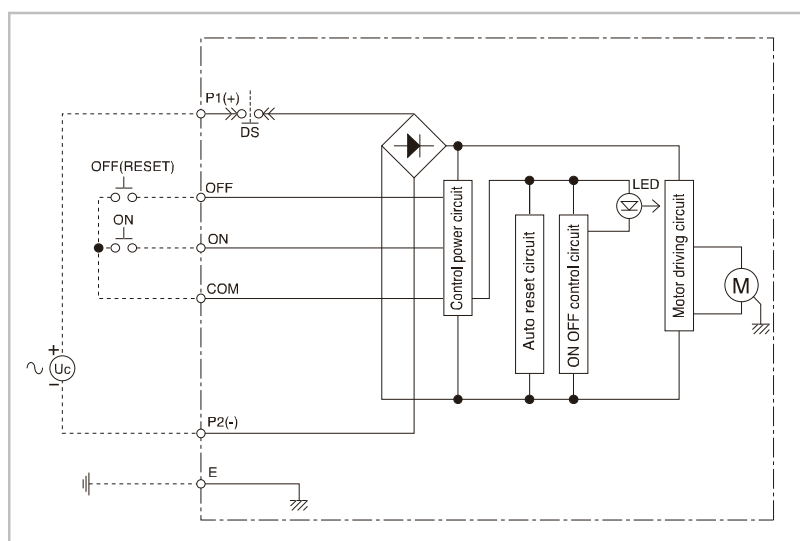 P1(+)
DS
OFF(RESET)
OFF
LED
ON
ON
COM
Control power circuit
Auto reset circuit
ON OFF control circuit
Motor driving circuit
M
+
Uc
−
P2(-)
E